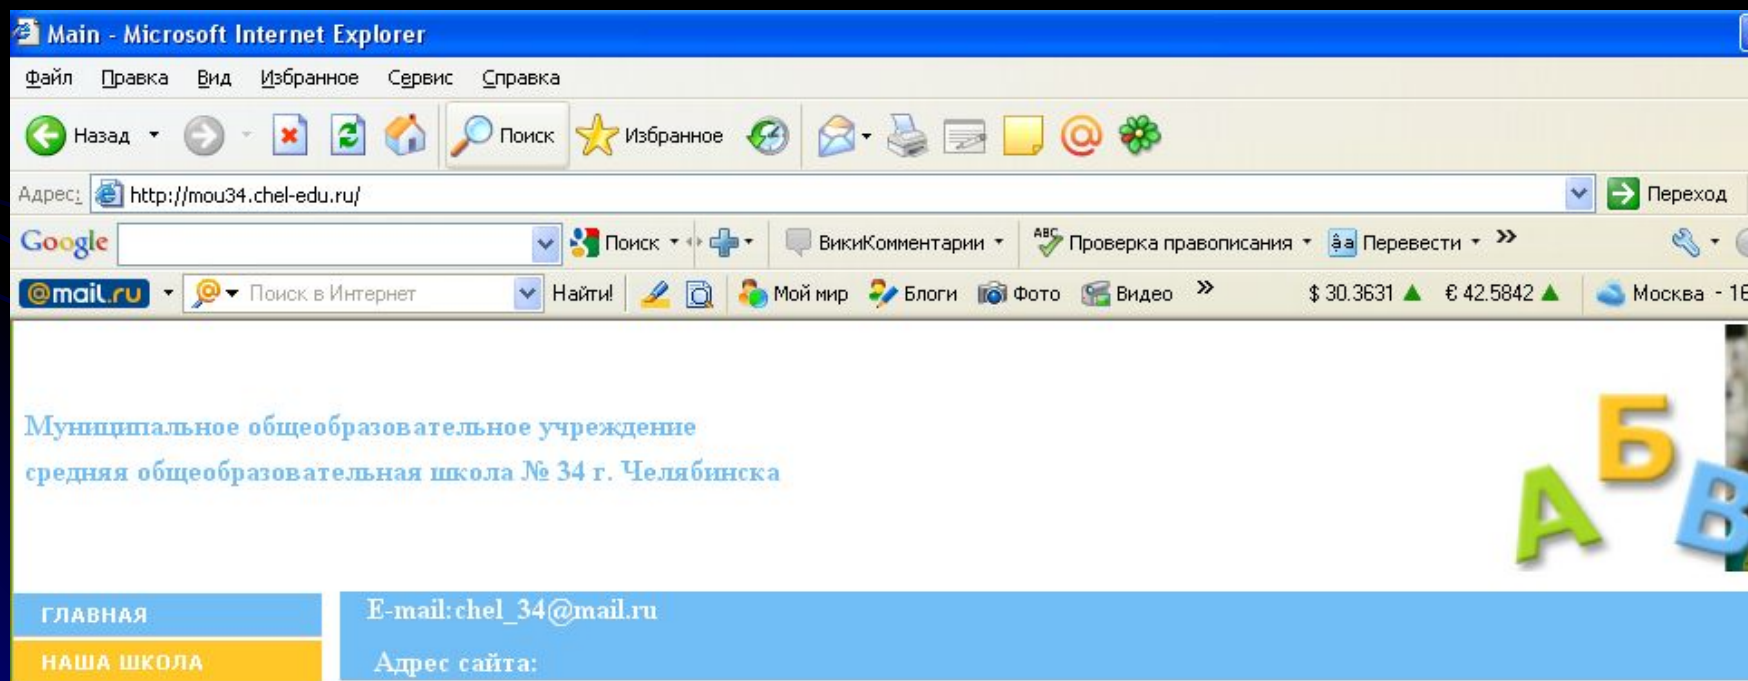 Main - Microsoft Internet Explorer
Файл Правка Вид Избранное Сервис Справка
Назад Поиск Избранное
Адрес: http://mou34.chel-edu.ru/ Переход
Google Поиск ВикиКомментарии ABC Проверка правописания âa Перевести
@mail.ru Поиск в Интернет Найти! Мой мир Блоги Фото Видео $ 30.3631 € 42.5842 Москва - 16
Муниципальное общеобразовательное учреждение
средняя общеобразовательная школа № 34 г. Челябинска
А Б В
ГЛАВНАЯ
НАША ШКОЛА
E-mail:chel_34@mail.ru
Адрес сайта: